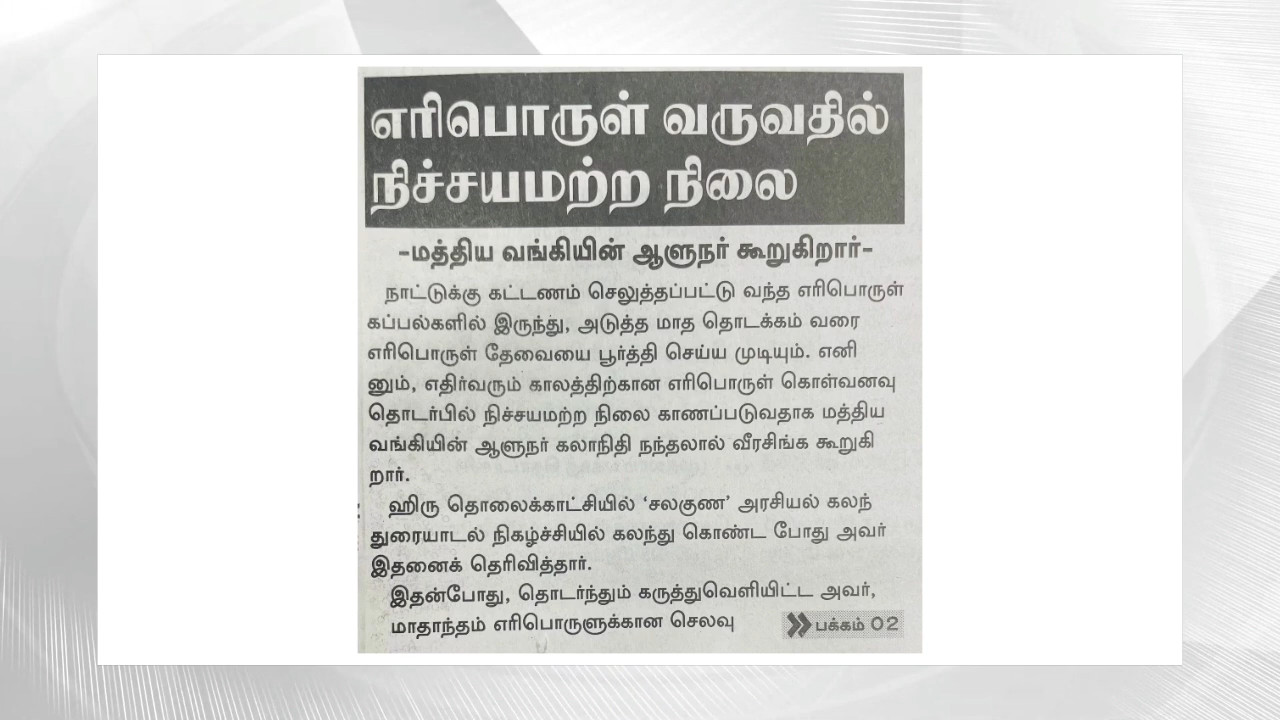 எரிபொருள் வருவதில்
நிச்சயமற்ற நிலை
-மத்திய வங்கியின் ஆளுநர் கூறுகிறார்-
நாட்டுக்கு கட்டணம் செலுத்தப்பட்டு வந்த எரிபொருள்
கப்பல்களில் இருந்து, அடுத்த மாத தொடக்கம் வரை
எரிபொருள் தேவையை பூர்த்தி செய்ய முடியும். எனி
னும், எதிர்வரும் காலத்திற்கான எரிபொருள் கொள்வனவு
தொடர்பில் நிச்சயமற்ற நிலை காணப்படுவதாக மத்திய
வங்கியின் ஆளுநர் கலாநிதி நந்தலால் வீரசிங்க கூறுகி
றார்.
ஹிரு தொலைக்காட்சியில் ‘சலகுண’ அரசியல் கலந்
துரையாடல் நிகழ்ச்சியில் கலந்து கொண்ட போது அவர்
இதனைக் தெரிவித்தார்.
இதன்போது, தொடர்ந்தும் கருத்துவெளியிட்ட அவர்,
மாதாந்தம் எரிபொருளுக்கான செலவு
பக்கம் 02